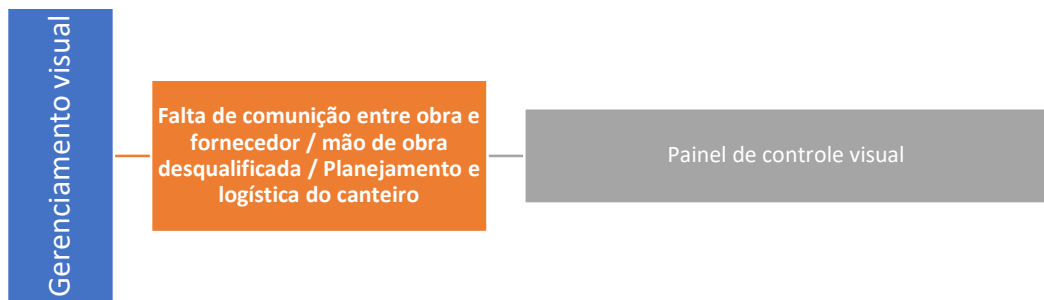 Gerenciamento visual
Falta de comunição entre obra e
fornecedor / mão de obra
desqualificada / Planejamento e
logística do canteiro
Painel de controle visual